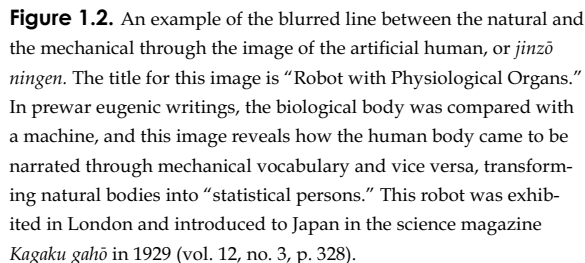 Figure 1.2. An example of the blurred line between the natural and
the mechanical through the image of the artificial human, or jinzō
ningen. The title for this image is “Robot with Physiological Organs.”
In prewar eugenic writings, the biological body was compared with
a machine, and this image reveals how the human body came to be
narrated through mechanical vocabulary and vice versa, transform-
ing natural bodies into “statistical persons.” This robot was exhib-
ited in London and introduced to Japan in the science magazine
Kagaku gahō in 1929 (vol. 12, no. 3, p. 328).